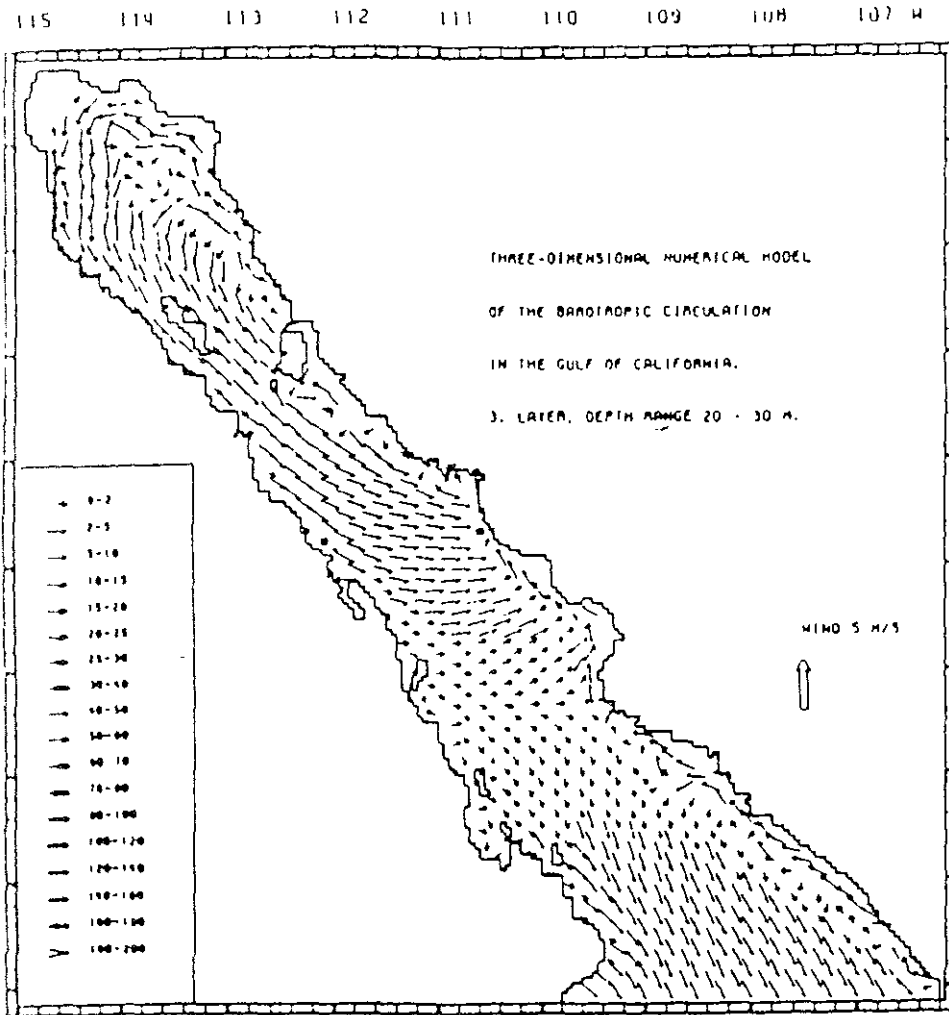 115 114 113 112 111 110 109 108 107 W
THREE-DIMENSIONAL NUMERICAL MODEL
OF THE BAROTROPIC CIRCULATION
IN THE GULF OF CALIFORNIA.
3. LAYER, DEPTH RANGE 20 - 30 M.
WIND 5 M/S
0-2
2-5
5-10
10-15
15-20
20-25
25-30
30-40
40-50
50-60
60-70
70-80
80-100
100-120
120-150
150-180